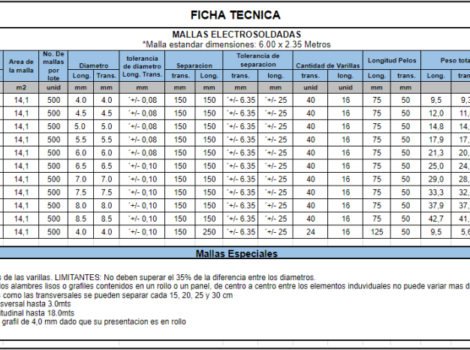 FICHA TECNICA
MALLAS ELECTROSOLDADAS
*Malla estandar dimensiones: 6.00 x 2.35 Metros
Area de la malla No. De mallas por lote Diametro tolerancia de diametro Separacion Tolerancia de separacion Cantidad de Varillas Longitud Pelos Peso tota
Long. Trans. Long. Trans. trans. Long. trans. long. trans. Long. Long. trans. Long. trans.
m2 unid mm mm mm mm mm mm mm unid unid mm mm
14,1 500 4.0 4.0 ´+/- 0,08 150 150 ´+/- 6.35 ´+/- 25 40 16 75 50 9,5 9,3
14,1 500 4.5 4.5 ´+/- 0,08 150 150 ´+/- 6.35 ´+/- 25 40 16 75 50 12,0 11,
14,1 500 5.0 5.0 ´+/- 0,08 150 150 ´+/- 6.35 ´+/- 25 40 16 75 50 14,8 14,
14,1 500 5.5 5.5 ´+/- 0,08 150 150 ´+/- 6.35 ´+/- 25 40 16 75 50 17,9 17,
14,1 500 6.0 6.0 ´+/- 0,08 150 150 ´+/- 6.35 ´+/- 25 40 16 75 50 21,3 20,
14,1 500 6.5 6.5 ´+/- 0,10 150 150 ´+/- 6.35 ´+/- 25 40 16 75 50 25,0 24,
14,1 500 7.0 7.0 ´+/- 0,10 150 150 ´+/- 6.35 ´+/- 25 40 16 75 50 29,0 28,
14,1 500 7.5 7.5 ´+/- 0,10 150 150 ´+/- 6.35 ´+/- 25 40 16 75 50 33,3 32,
14,1 500 8.0 8.0 ´+/- 0,10 150 150 ´+/- 6.35 ´+/- 25 40 16 75 50 37,9 37,
14,1 500 8.5 8.5 ´+/- 0,10 150 150 ´+/- 6.35 ´+/- 25 40 16 75 50 42,7 41,
14,1 500 4.0 4.0 ´+/- 0,10 150 250 ´+/- 6.35 ´+/- 25 24 16 125 50 9,5 5,6
Mallas Especiales
s de las varillas. LIMITANTES: No deben superar el 35% de la diferencia entre los diametros.
los alambres lisos o grafiles contenidos en un rollo o un panel, de centro a centro entre los elementos induviduales no puede variar mas d
s como las transversales se pueden separar cada 15, 20, 25 y 30 cm
sversal hasta 3.0mts
itudinal hasta 18.0mts
grafil de 4,0 mm dado que su presentacion es en rollo